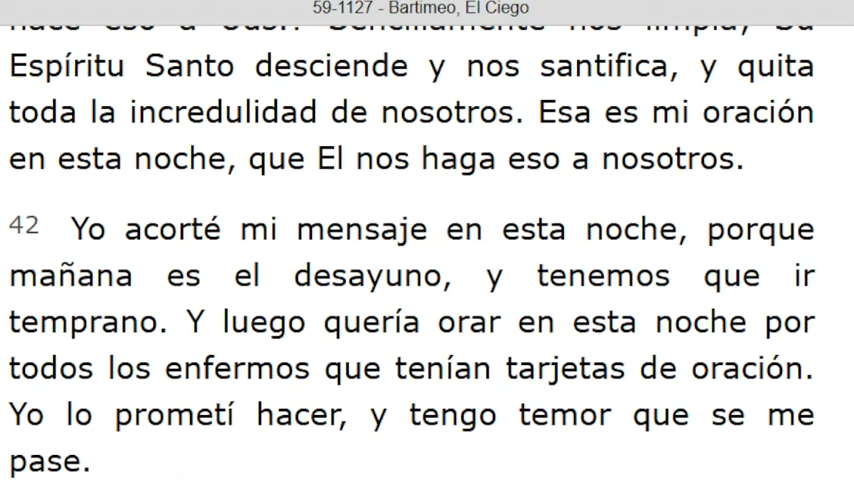 59-1127 - Bartimeo, El Ciego
Espíritu Santo desciende y nos santifica, y quita
toda la incredulidad de nosotros. Esa es mi oración
en esta noche, que El nos haga eso a nosotros.
42 Yo acorté mi mensaje en esta noche, porque
mañana es el desayuno, y tenemos que ir
temprano. Y luego quería orar en esta noche por
todos los enfermos que tenían tarjetas de oración.
Yo lo prometí hacer, y tengo temor que se me
pase.